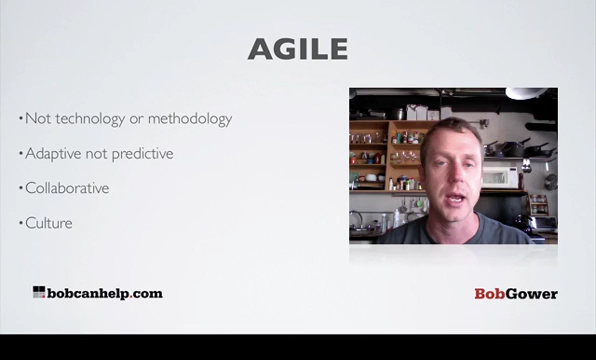 AGILE
•Not technology or methodology
•Adaptive not predictive
•Collaborative
•Culture
bobcanhelp.com
BobGower